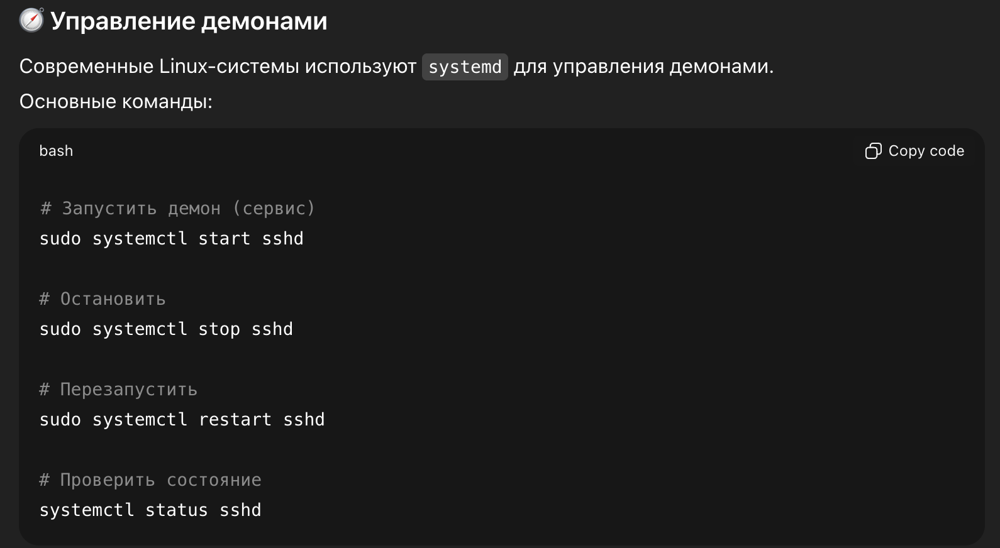 Управление демонами
Современные Linux-системы используют systemd для управления демонами.
Основные команды:
bash
Copy code
# Запустить демон (сервис)
sudo systemctl start sshd
# Остановить
sudo systemctl stop sshd
# Перезапустить
sudo systemctl restart sshd
# Проверить состояние
systemctl status sshd